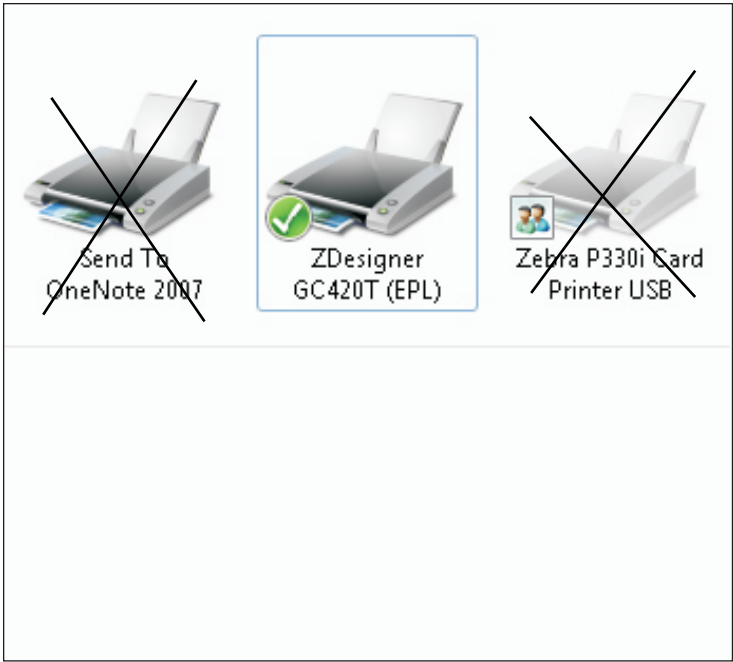 Send To
OneNote 2007
ZDesigner
GC420T (EPL)
Zebra P330i Card
Printer USB